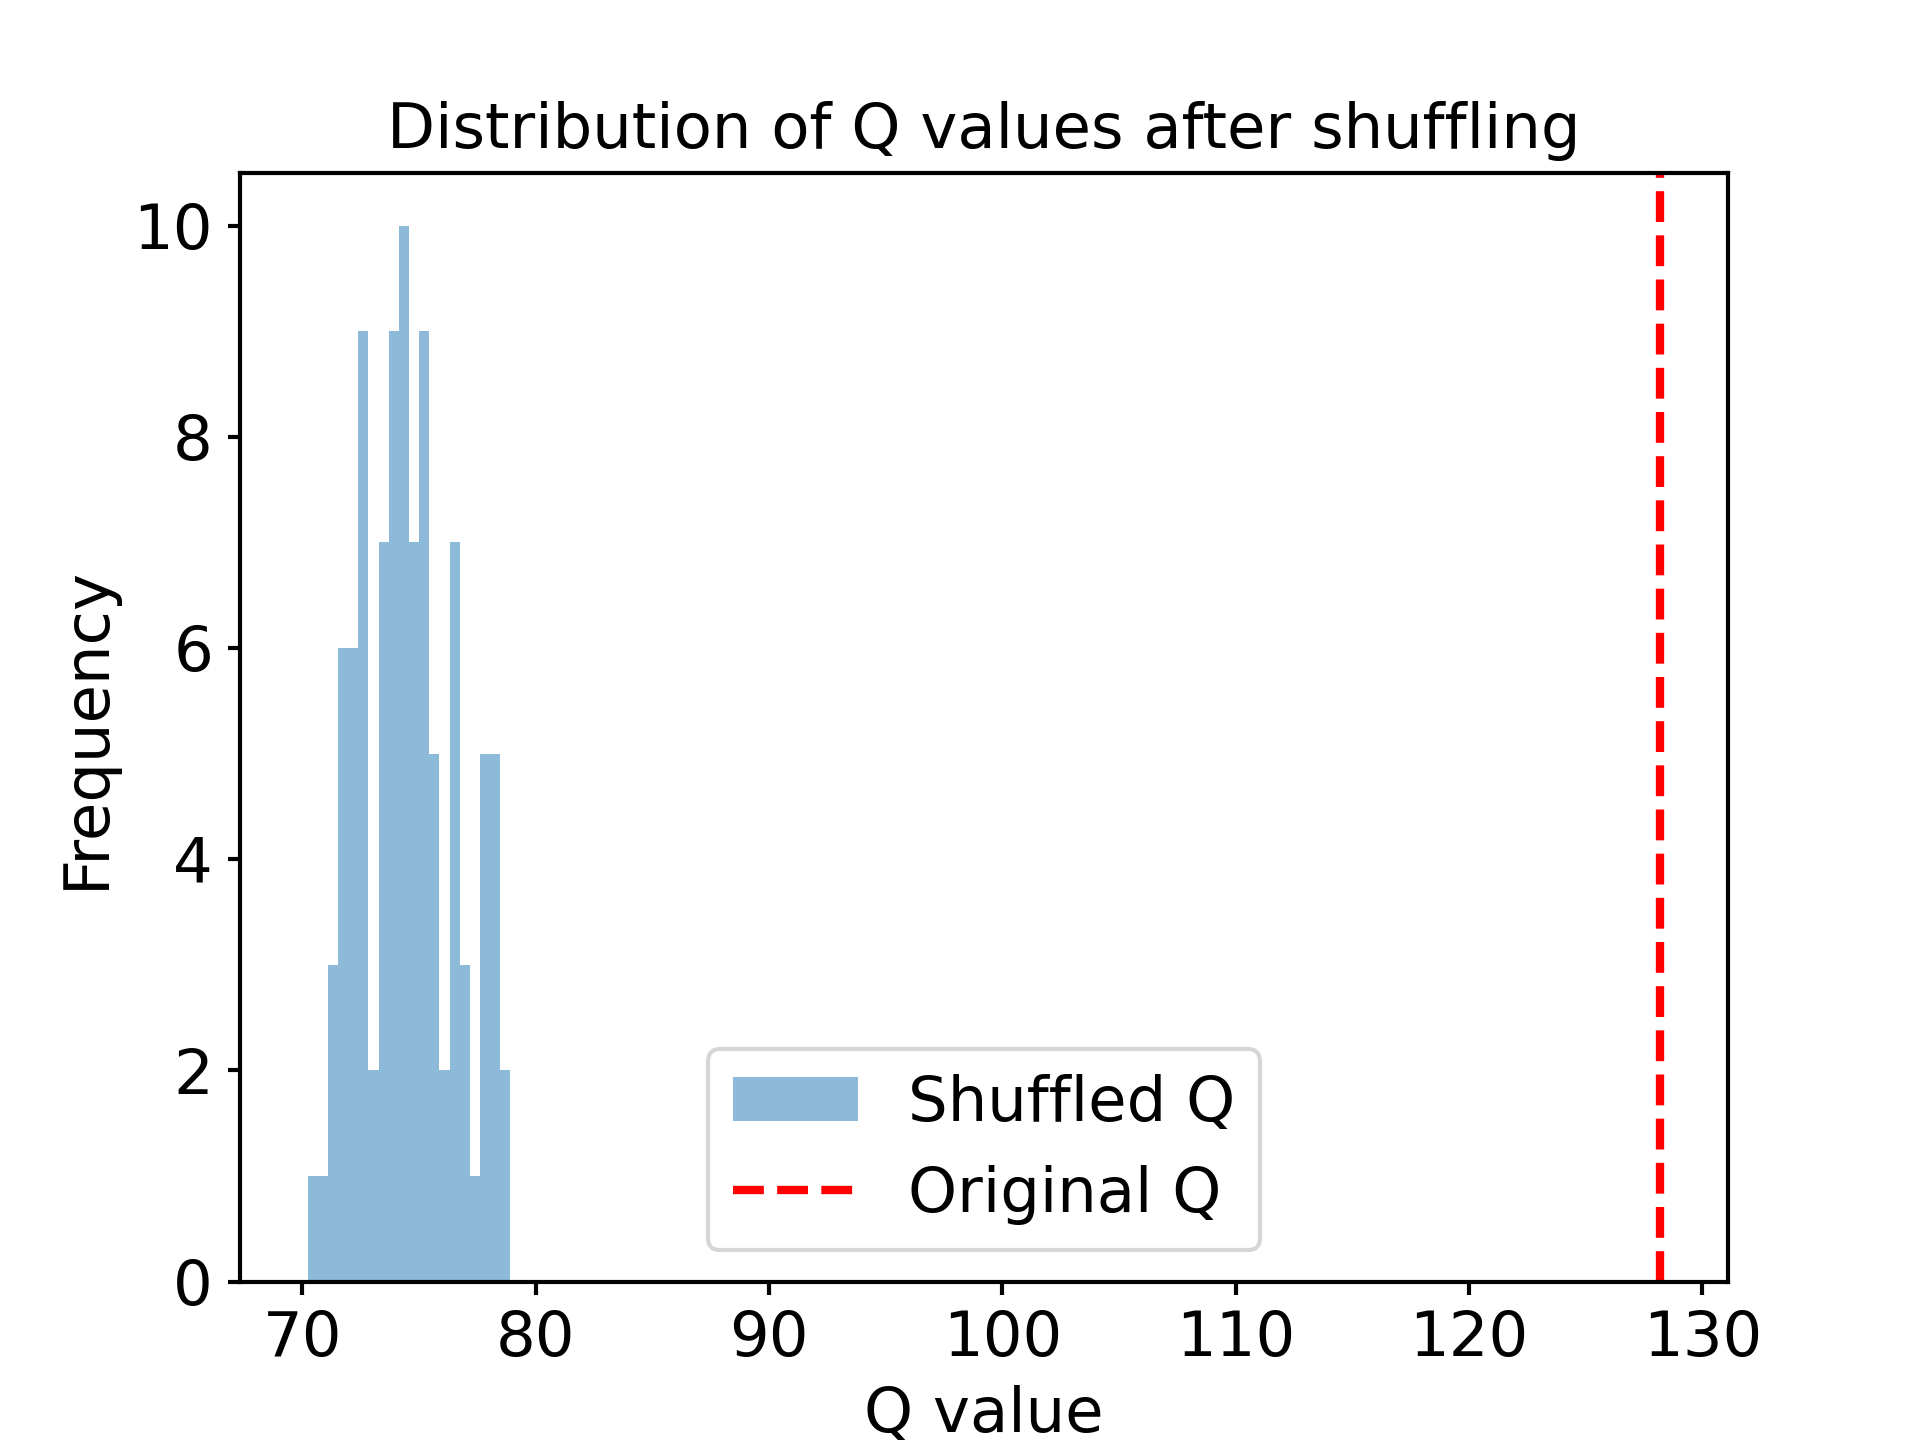 Distribution of Q values after shuffling
10
8
6
4
2
0
Frequency
Shuffled Q
Original Q
70 80 90 100 110 120 130
Q value